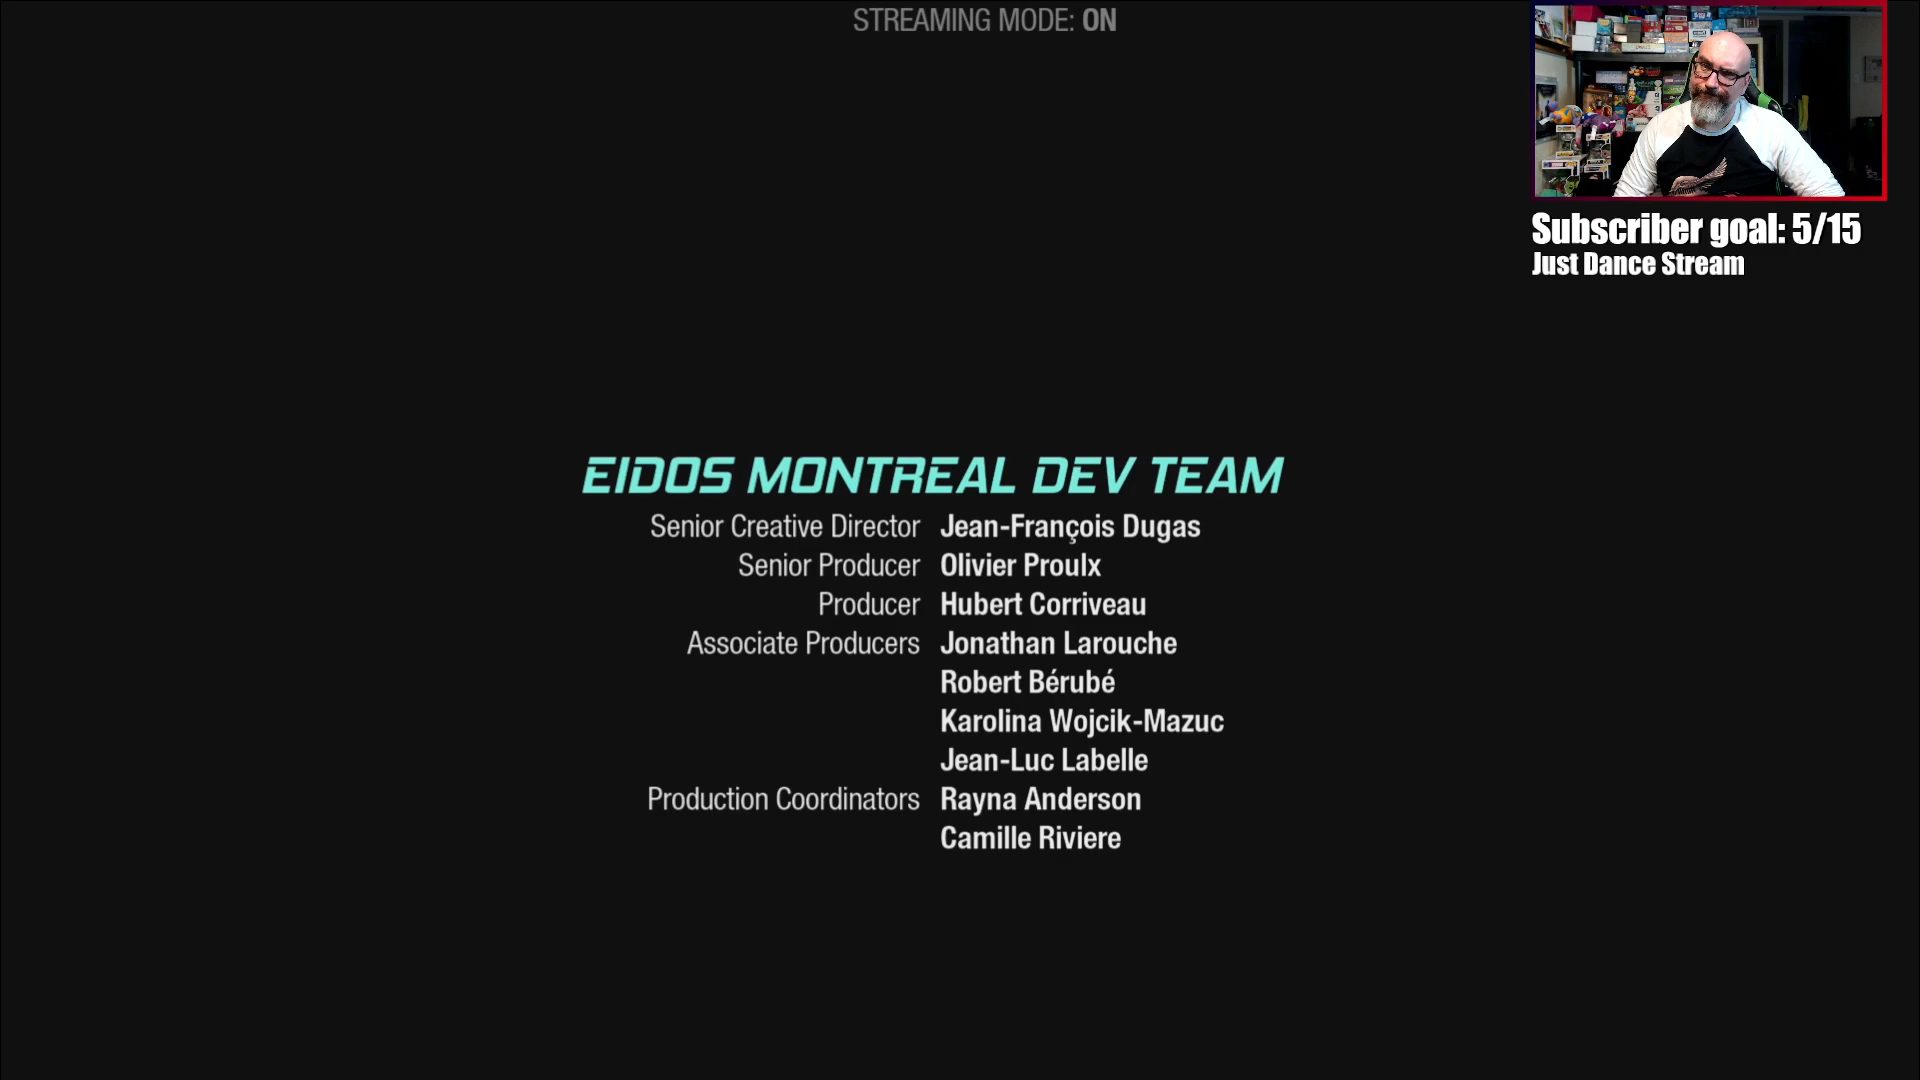 STREAMING MODE: ON
Subscriber goal: 5/15
Just Dance Stream
EIDOS MONTREAL DEV TEAM
Senior Creative Director Jean-François Dugas
Senior Producer Olivier Proulx
Producer Hubert Corriveau
Associate Producers Jonathan Larouche
Robert Bérubé
Karolina Wojcik-Mazuc
Jean-Luc Labelle
Production Coordinators Rayna Anderson
Camille Riviere